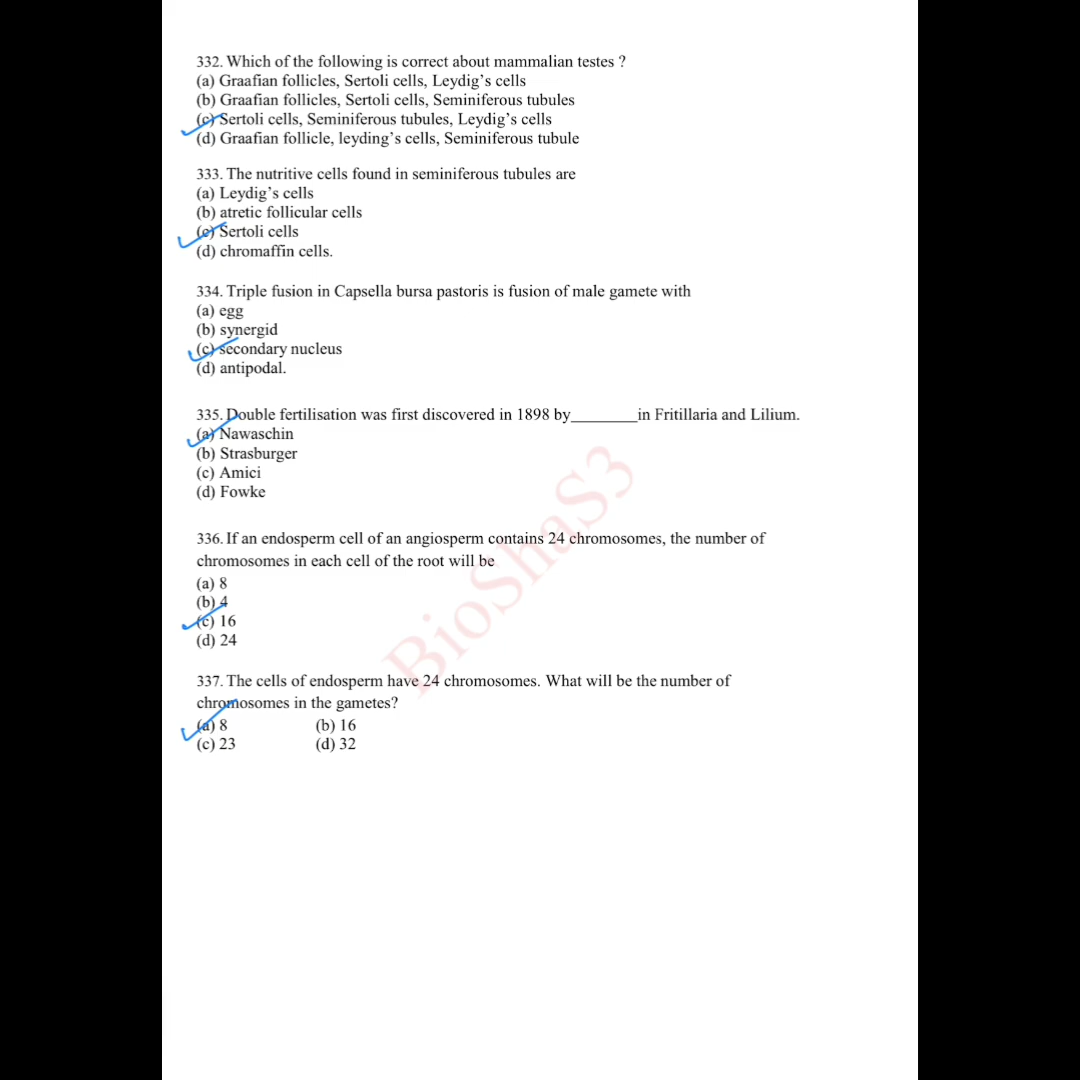 332. Which of the following is correct about mammalian testes ?
(a) Graafian follicles, Sertoli cells, Leydig's cells
(b) Graafian follicles, Sertoli cells, Seminiferous tubules
(c) Sertoli cells, Seminiferous tubules, Leydig's cells
(d) Graafian follicle, leyding's cells, Seminiferous tubule
333. The nutritive cells found in seminiferous tubules are
(a) Leydig's cells
(b) atretic follicular cells
(c) Sertoli cells
(d) chromaffin cells.
334. Triple fusion in Capsella bursa pastoris is fusion of male gamete with
(a) egg
(b) synergid
(c) secondary nucleus
(d) antipodal.
335. Double fertilisation was first discovered in 1898 by________in Fritillaria and Lilium.
(a) Nawaschin
(b) Strasburger
(c) Amici
(d) Fowke
336. If an endosperm cell of an angiosperm contains 24 chromosomes, the number of
chromosomes in each cell of the root will be
(a) 8
(b) 4
(c) 16
(d) 24
337. The cells of endosperm have 24 chromosomes. What will be the number of
chromosomes in the gametes?
(a) 8 (b) 16
(c) 23 (d) 32
BioShaS3